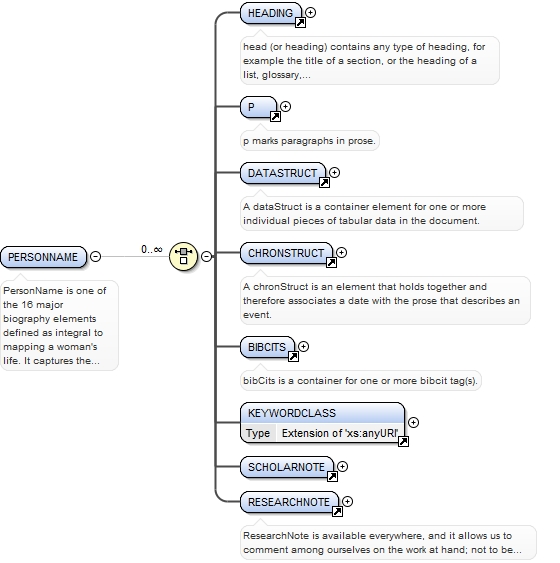 HEADING
head (or heading) contains any type of heading, for
example the title of a section, or the heading of a
list, glossary,...
P
p marks paragraphs in prose.
DATASTRUCT
A dataStruct is a container element for one or more
individual pieces of tabular data in the document.
0..∞
CHRONSTRUCT
PERSONNAME
A chronStruct is an element that holds together and
therefore associates a date with the prose that describes an
event.
PersonName is one of
the 16 major
biography elements
defined as integral to
mapping a woman's
life. It captures the...
BIBCITS
bibCits is a container for one or more bibcit tag(s).
KEYWORDCLASS
Type Extension of 'xs:anyURI'
SCHOLARNOTE
RESEARCHNOTE
ResearchNote is available everywhere, and it allows us to
comment among ourselves on the work at hand; not to be...